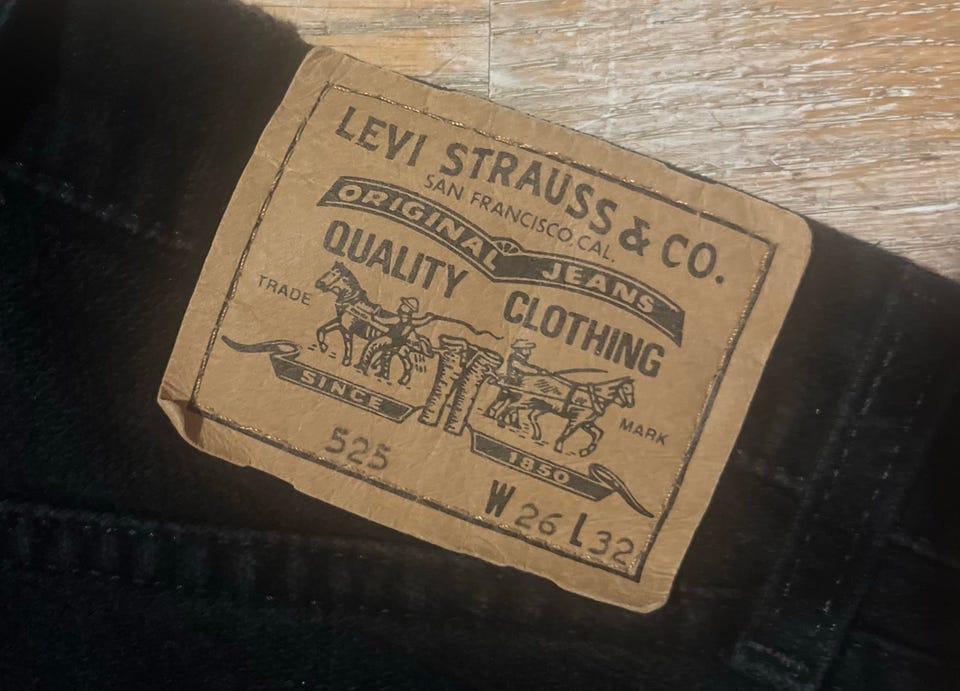 LEVI STRAUSS & CO.
SAN FRANCISCO, CAL.
ORIGINAL JEANS
QUALITY CLOTHING
TRADE MARK
SINCE 1850
525
W 26 L 32